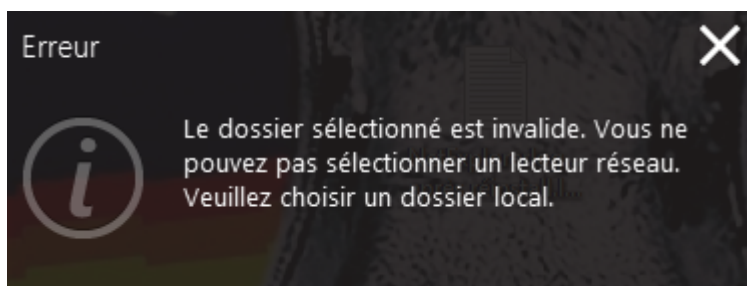 Erreur
Le dossier sélectionné est invalide. Vous ne
pouvez pas sélectionner un lecteur réseau.
Veuillez choisir un dossier local.